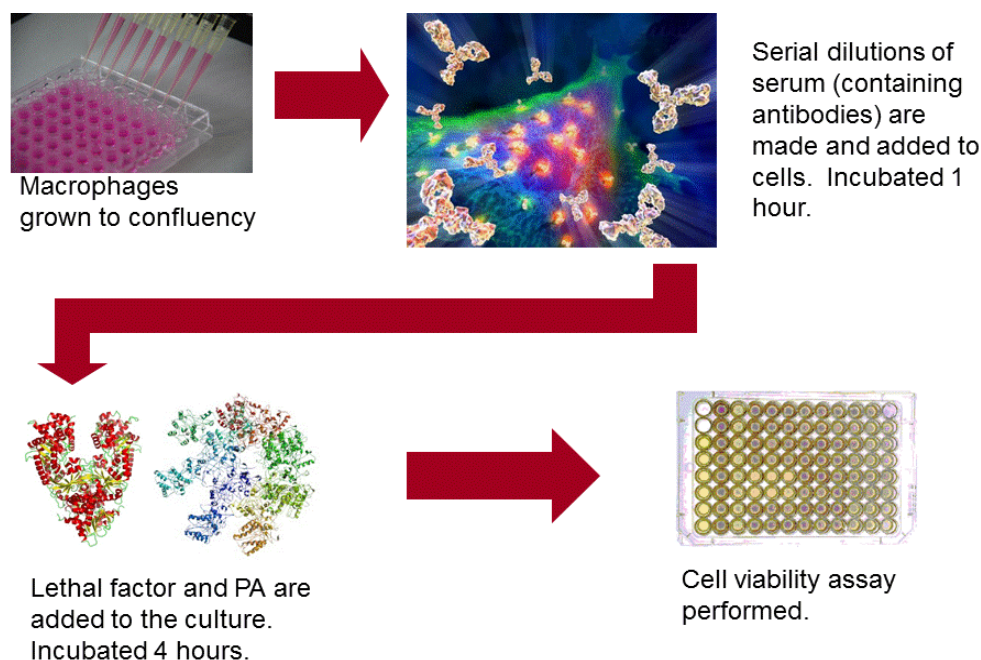 Macrophages
grown to confluency
Serial dilutions of
serum (containing
antibodies) are
made and added to
cells.  Incubated 1
hour.
Lethal factor and PA are
added to the culture.
Incubated 4 hours.
Cell viability assay
performed.